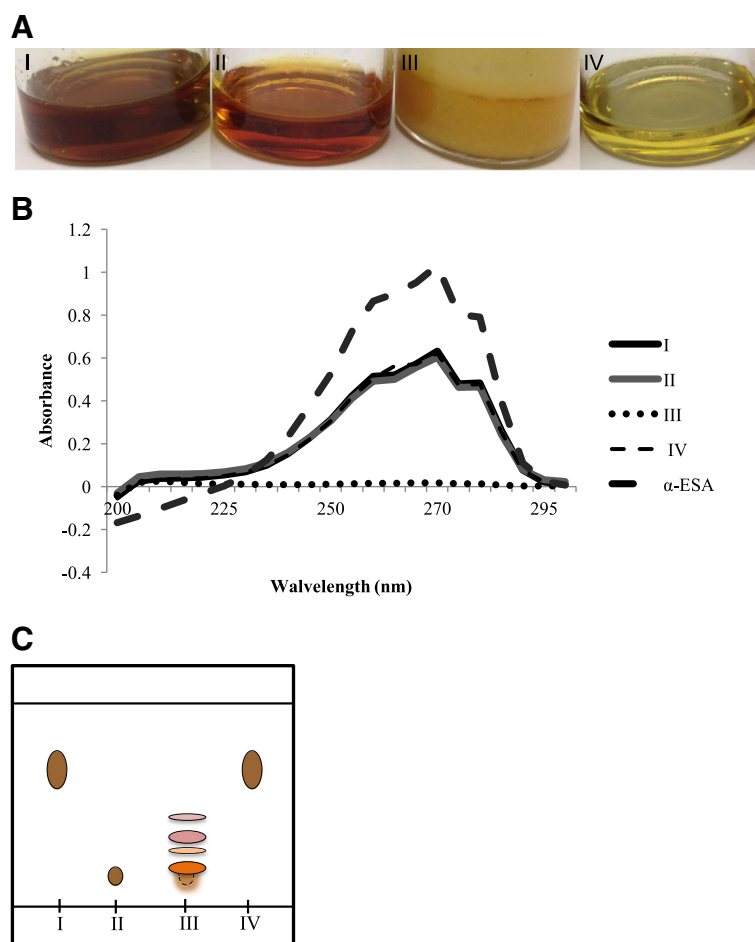 A
I II III IV
B
1.2
1
0.8
0.6
0.4
0.2
0
-0.2
-0.4
200 225 250 270 295
Absorbance
Walvelength (nm)
I
II
III
IV
α-ESA
C
I II III IV